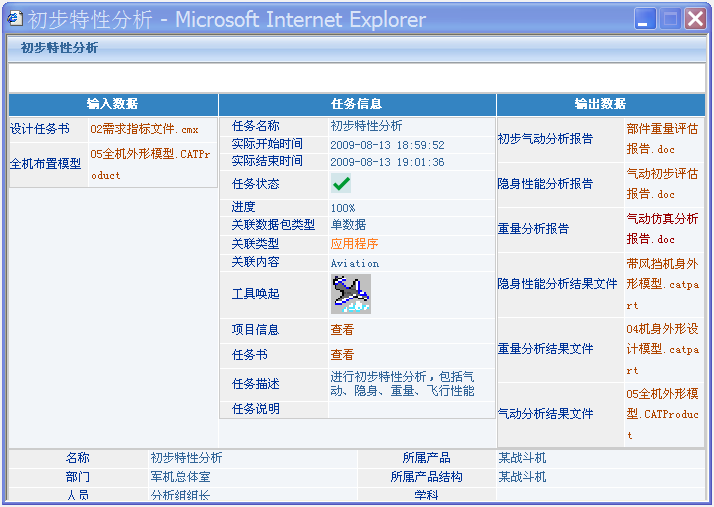 初步特性分析 - Microsoft Internet Explorer
初步特性分析
输入数据
设计任务书 02需求指标文件.cmx
全机布置模型 05全机外形模型.CATPr
oduct
任务信息
任务名称 初步特性分析
实际开始时间 2009-08-13 18:59:52
实际结束时间 2009-08-13 19:01:36
任务状态
进度 100%
关联数据包类型 单数据
关联类型 应用程序
关联内容 Aviation
工具唤起
项目信息 查看
任务书 查看
任务描述 进行初步特性分析，包括气
动、隐身、重量、飞行性能
任务说明
输出数据
初步气动分析报告 部件重量评估
报告.doc
隐身性能分析报告 气动初步评估
报告.doc
重量分析报告 气动仿真分析
报告.doc
隐身性能分析结果文件 带风挡机身外
形模型.catpa
rt
重量分析结果文件 04机身外形设
计模型.catpa
rt
气动分析结果文件 05全机外形模
型.CATProduc
t
名称 初步特性分析 所属产品 某战斗机
部门 军机总体室 所属产品结构 某战斗机
人员 分析组组长 学科